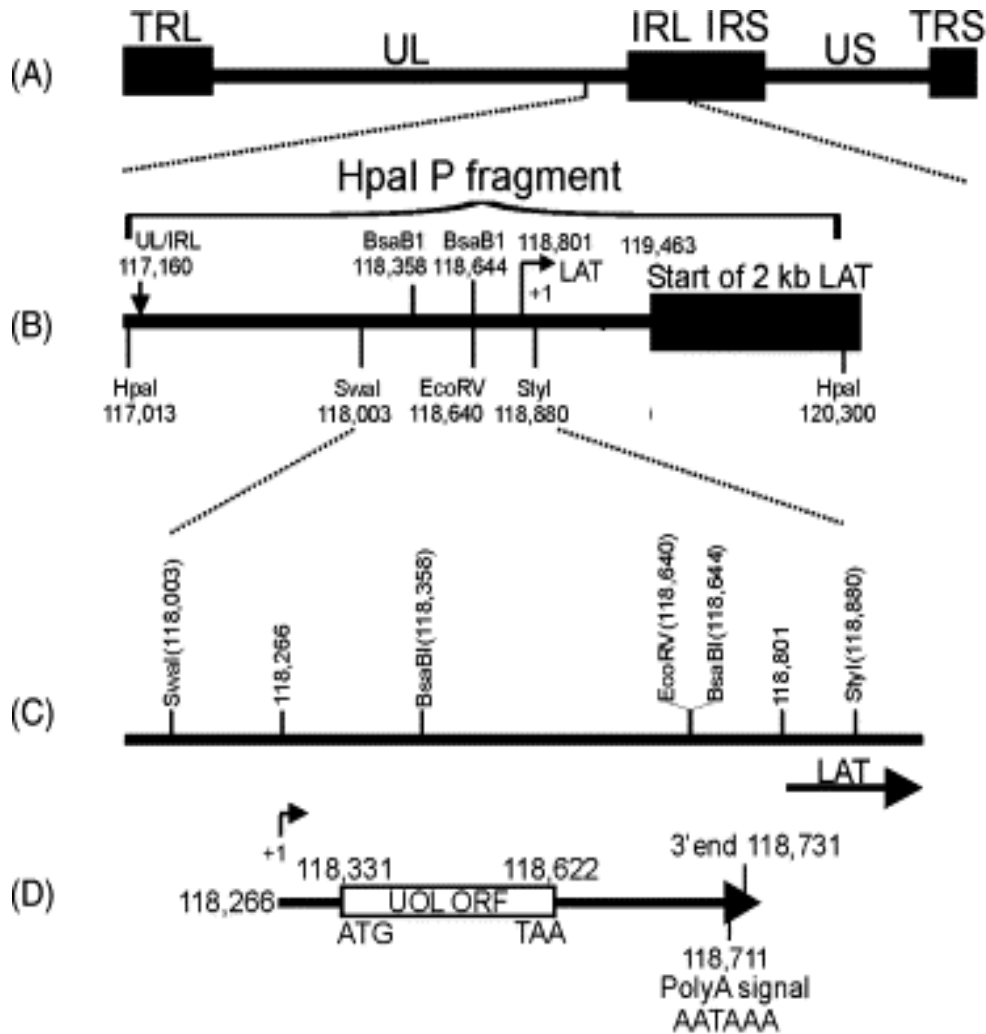 TRL IRL IRS TRS
UL US
(A)
HpaI P fragment
UL/IRL BsaB1 BsaB1 118,801 119,463
117,160 118,358 118,644 LAT Start of 2 kb LAT
+1
(B)
HpaI SwaI EcoRV StyI HpaI
117,013 118,003 118,640 118,880 120,300
SwaI(118,003)
118,266
BsaBI(118,358)
EcoRV(118,640)
BsaBI(118,644)
118,801
StyI(118,880)
(C)
LAT
+1
3'end 118,731
118,331 118,622
(D)
118,266 UOL ORF
ATG TAA
118,711
PolyA signal
AATAAA